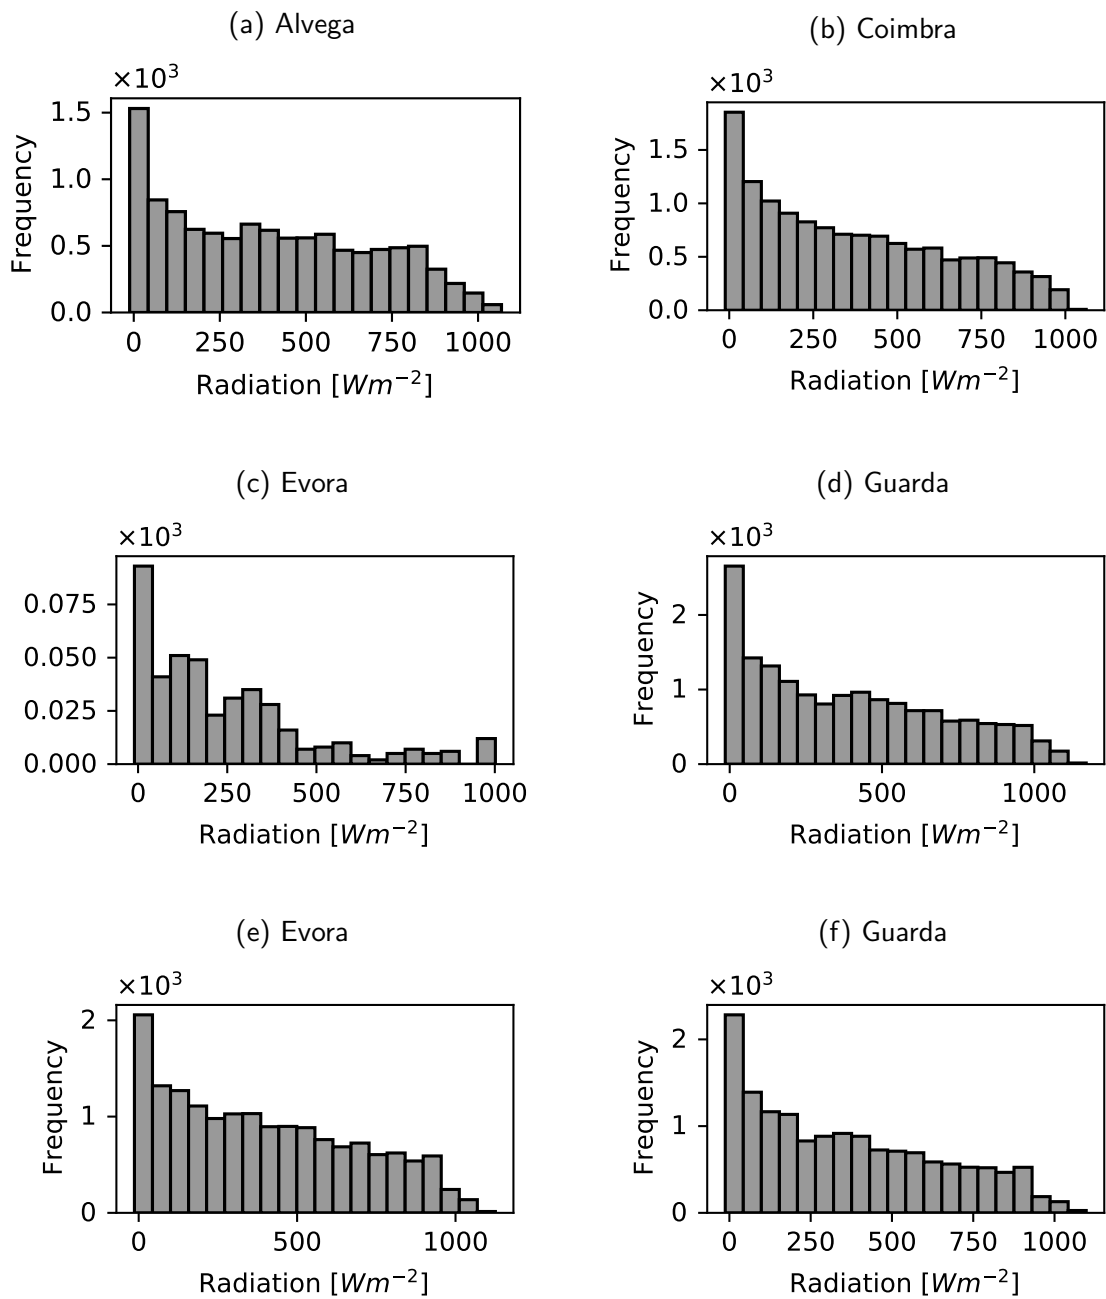 (a) Alvega
×10³
Frequency
1.5
1.0
0.5
0.0
0 250 500 750 1000
Radiation [Wm⁻²]
(b) Coimbra
×10³
Frequency
1.5
1.0
0.5
0.0
0 250 500 750 1000
Radiation [Wm⁻²]
(c) Evora
×10³
0.075
0.050
0.025
0.000
0 250 500 750 1000
Radiation [Wm⁻²]
(d) Guarda
×10³
Frequency
2
1
0
0 500 1000
Radiation [Wm⁻²]
(e) Evora
×10³
Frequency
2
1
0
0 500 1000
Radiation [Wm⁻²]
(f) Guarda
×10³
Frequency
2
1
0
0 250 500 750 1000
Radiation [Wm⁻²]